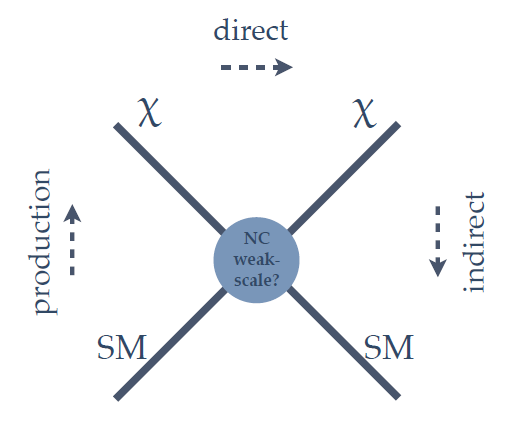 direct
χ χ
production
NC
weak-
scale?
indirect
SM SM